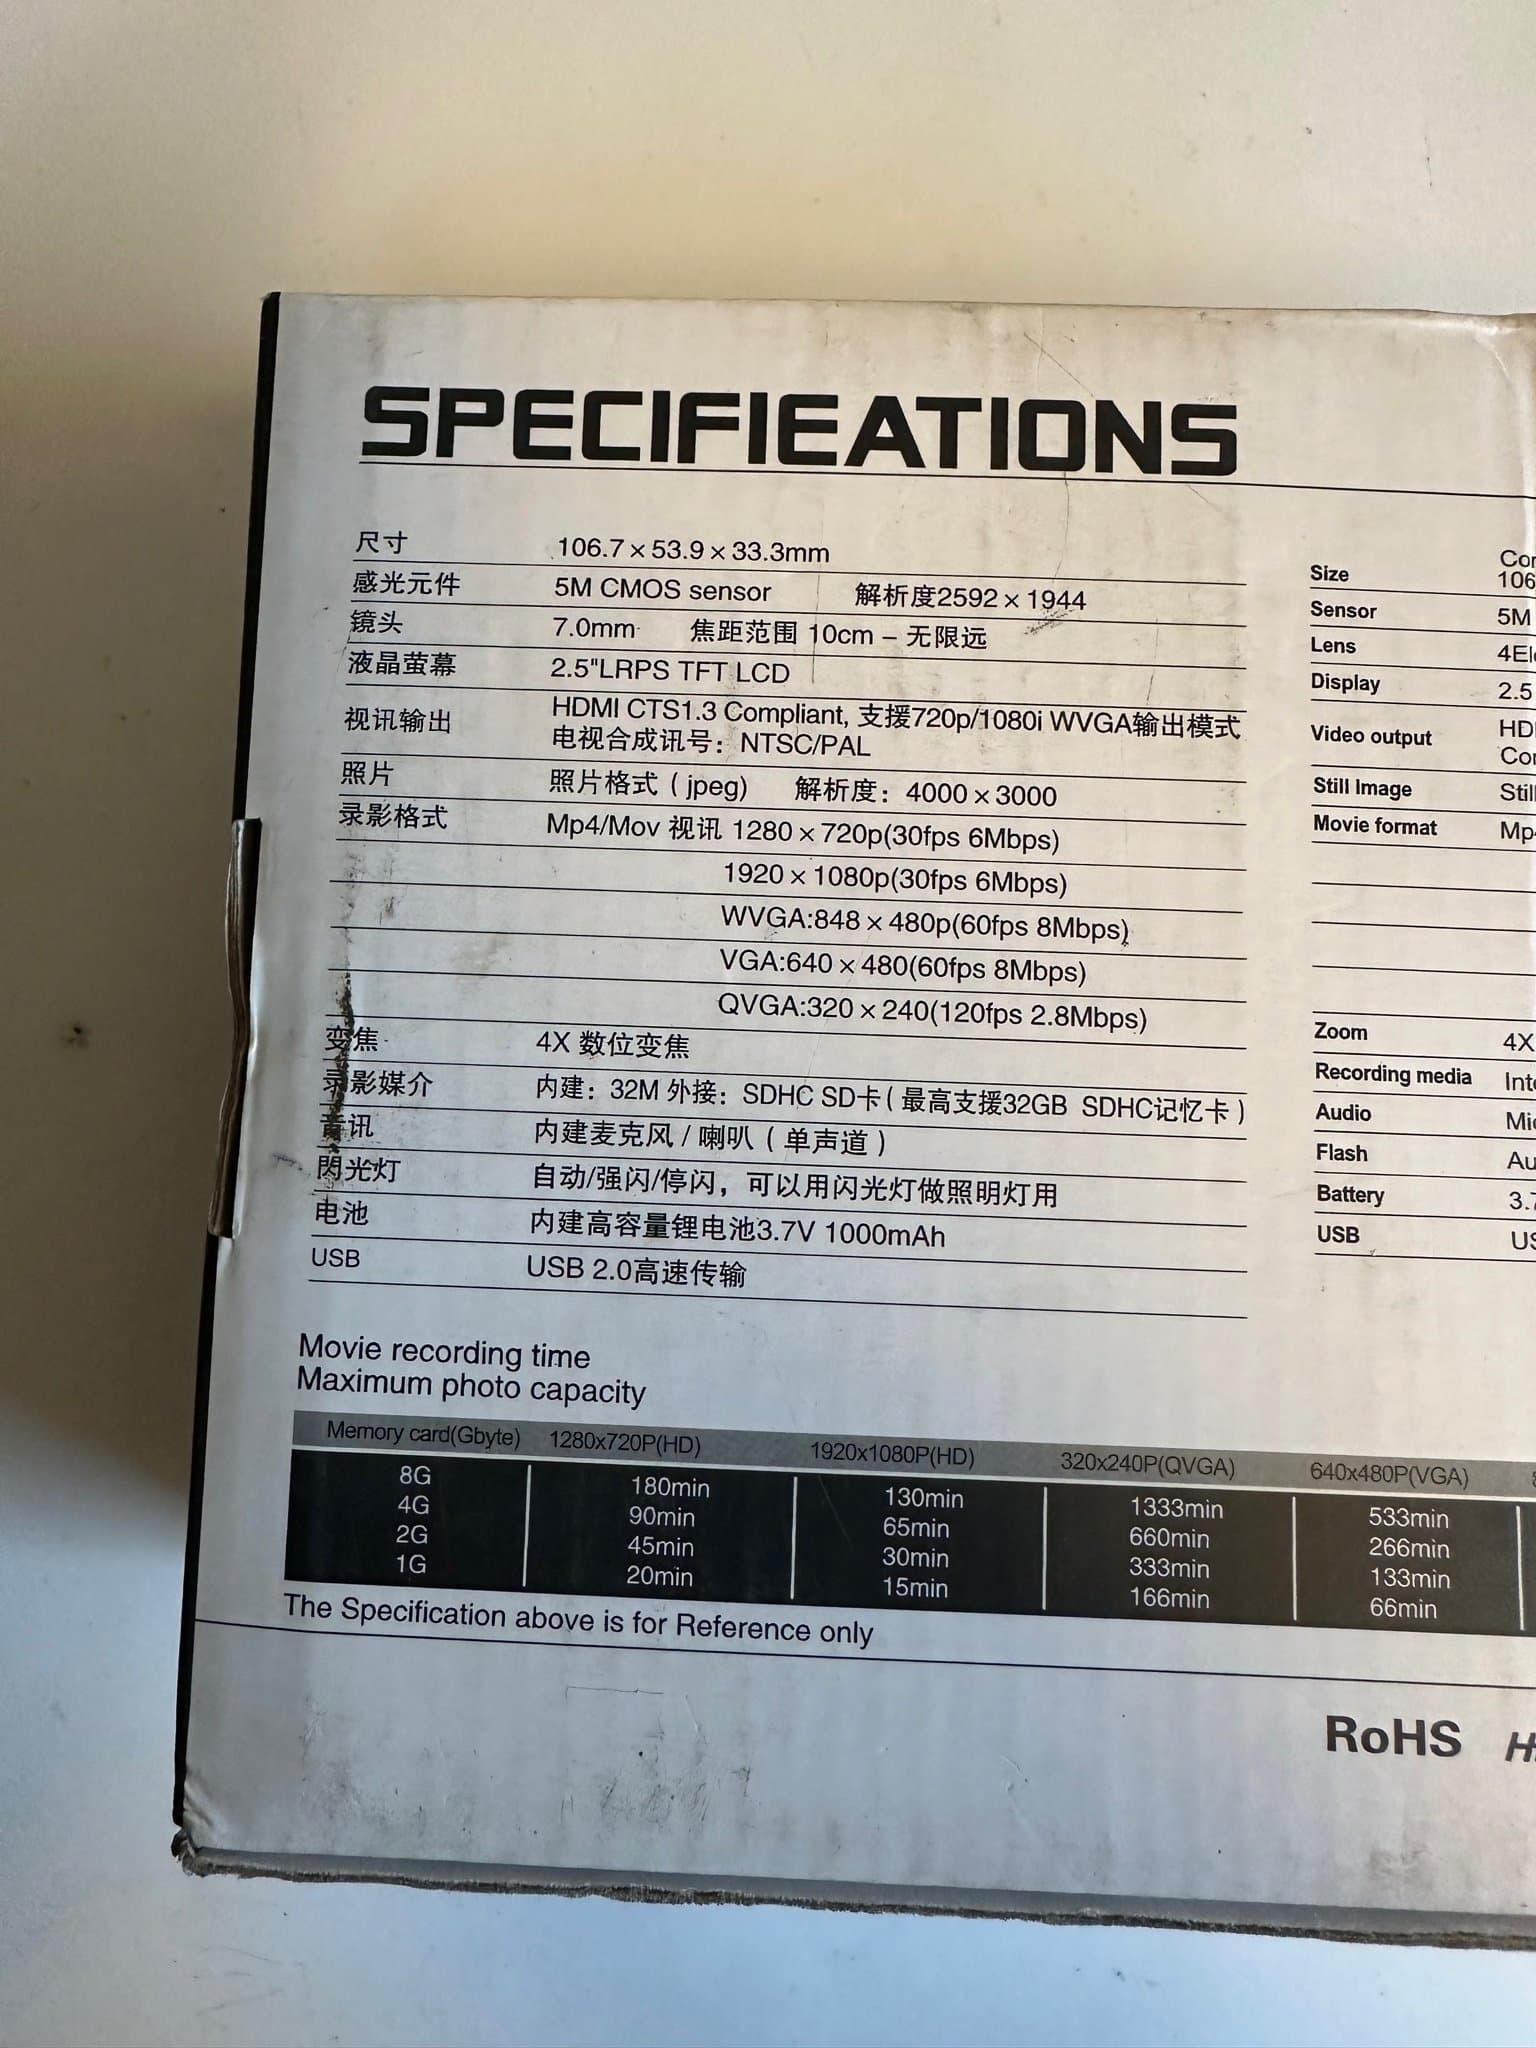 SPECIFIEATIONS
尺寸 106.7×53.9×33.3mm
感光元件 5M CMOS sensor 解析度2592×1944
镜头 7.0mm 焦距范围 10cm – 无限远
液晶萤幕 2.5"LRPS TFT LCD
视讯输出 HDMI CTS1.3 Compliant, 支援720p/1080i WVGA输出模式
电视合成讯号：NTSC/PAL
照片 照片格式 ( jpeg) 解析度：4000×3000
录影格式 Mp4/Mov 视讯 1280×720p(30fps 6Mbps)
1920×1080p(30fps 6Mbps)
WVGA:848×480p(60fps 8Mbps)
VGA:640×480(60fps 8Mbps)
QVGA:320×240(120fps 2.8Mbps)
变焦 4X 数位变焦
录影媒介 内建：32M 外接：SDHC SD卡 ( 最高支援32GB SDHC记忆卡 )
音讯 内建麦克风 / 喇叭 ( 单声道 )
閃光灯 自动/强闪/停闪，可以用闪光灯做照明灯用
电池 内建高容量锂电池3.7V 1000mAh
USB USB 2.0高速传输
Size 106
Sensor 5M
Lens
Display 2.5
Video output
Still Image
Movie format
Zoom 4X
Recording media
Audio
Flash
Battery
USB
Movie recording time
Maximum photo capacity
Memory card(Gbyte) 1280x720P(HD) 1920x1080P(HD) 320x240P(QVGA) 640x480P(VGA)
8G 180min 130min 1333min 533min
4G 90min 65min 660min 266min
2G 45min 30min 333min 133min
1G 20min 15min 166min 66min
The Specification above is for Reference only
RoHS